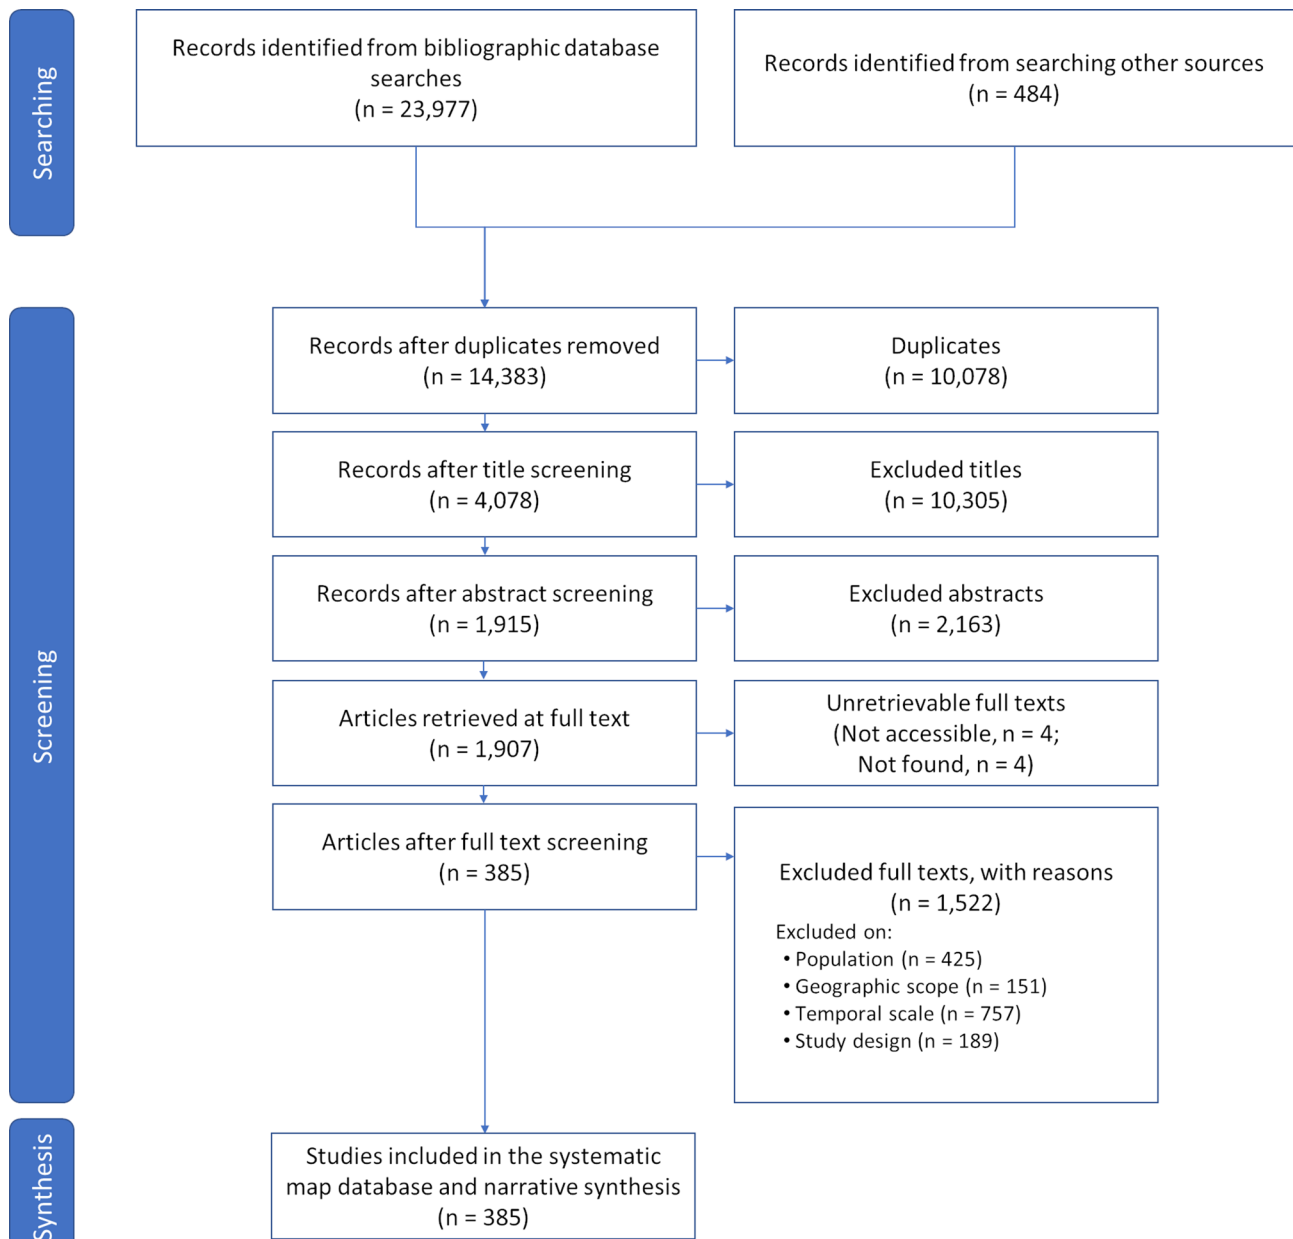 Searching
Records identified from bibliographic database
searches
(n = 23,977)
Records identified from searching other sources
(n = 484)
Screening
Records after duplicates removed
(n = 14,383)
Duplicates
(n = 10,078)
Records after title screening
(n = 4,078)
Excluded titles
(n = 10,305)
Records after abstract screening
(n = 1,915)
Excluded abstracts
(n = 2,163)
Articles retrieved at full text
(n = 1,907)
Unretrievable full texts
(Not accessible, n = 4;
Not found, n = 4)
Articles after full text screening
(n = 385)
Excluded full texts, with reasons
(n = 1,522)
Excluded on:
• Population (n = 425)
• Geographic scope (n = 151)
• Temporal scale (n = 757)
• Study design (n = 189)
Synthesis
Studies included in the systematic
map database and narrative synthesis
(n = 385)